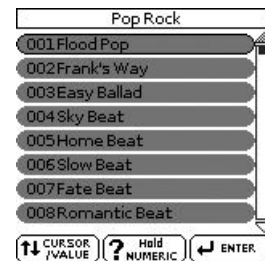 Pop Rock
001Flood Pop
002Frank's Way
003Easy Ballad
004Sky Beat
005Home Beat
006Slow Beat
007Fate Beat
008Romantic Beat
↑↓ CURSOR /VALUE ? Hold NUMERIC ↵ ENTER